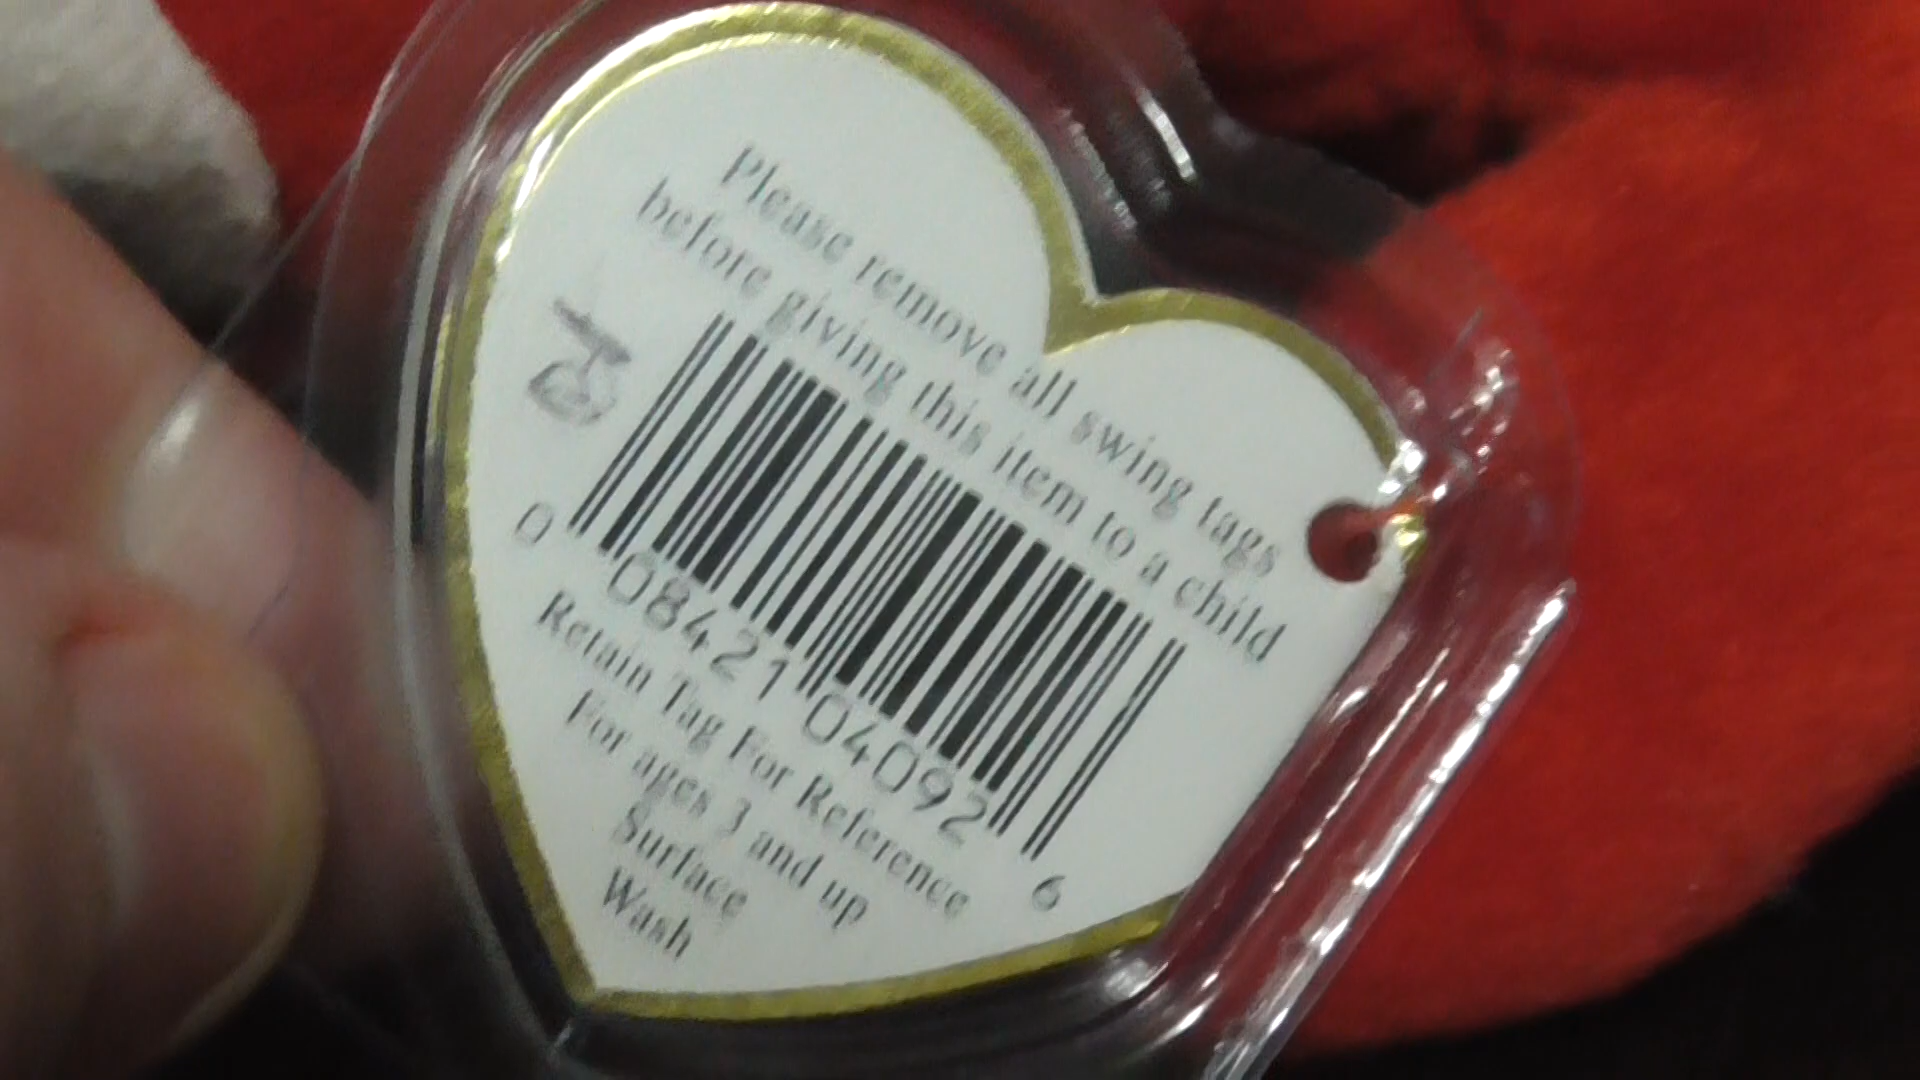 Please remove all swing tags
before giving this item to a child
0 08421 04092 6
Retain Tag For Reference
For ages 3 and up
Surface
Wash